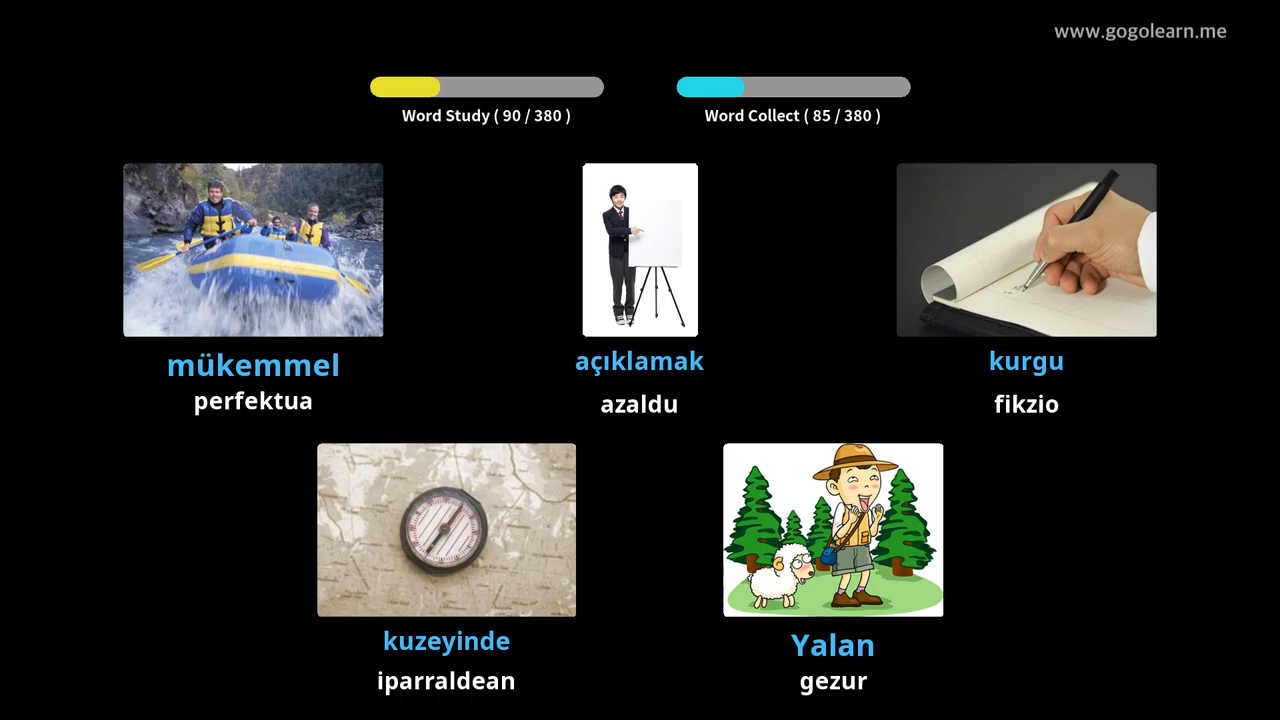 www.gogolearn.me
Word Study ( 90 / 380 )
Word Collect ( 85 / 380 )
mükemmel
perfektua
açıklamak
azaldu
kurgu
fikzio
kuzeyinde
iparraldean
Yalan
gezur